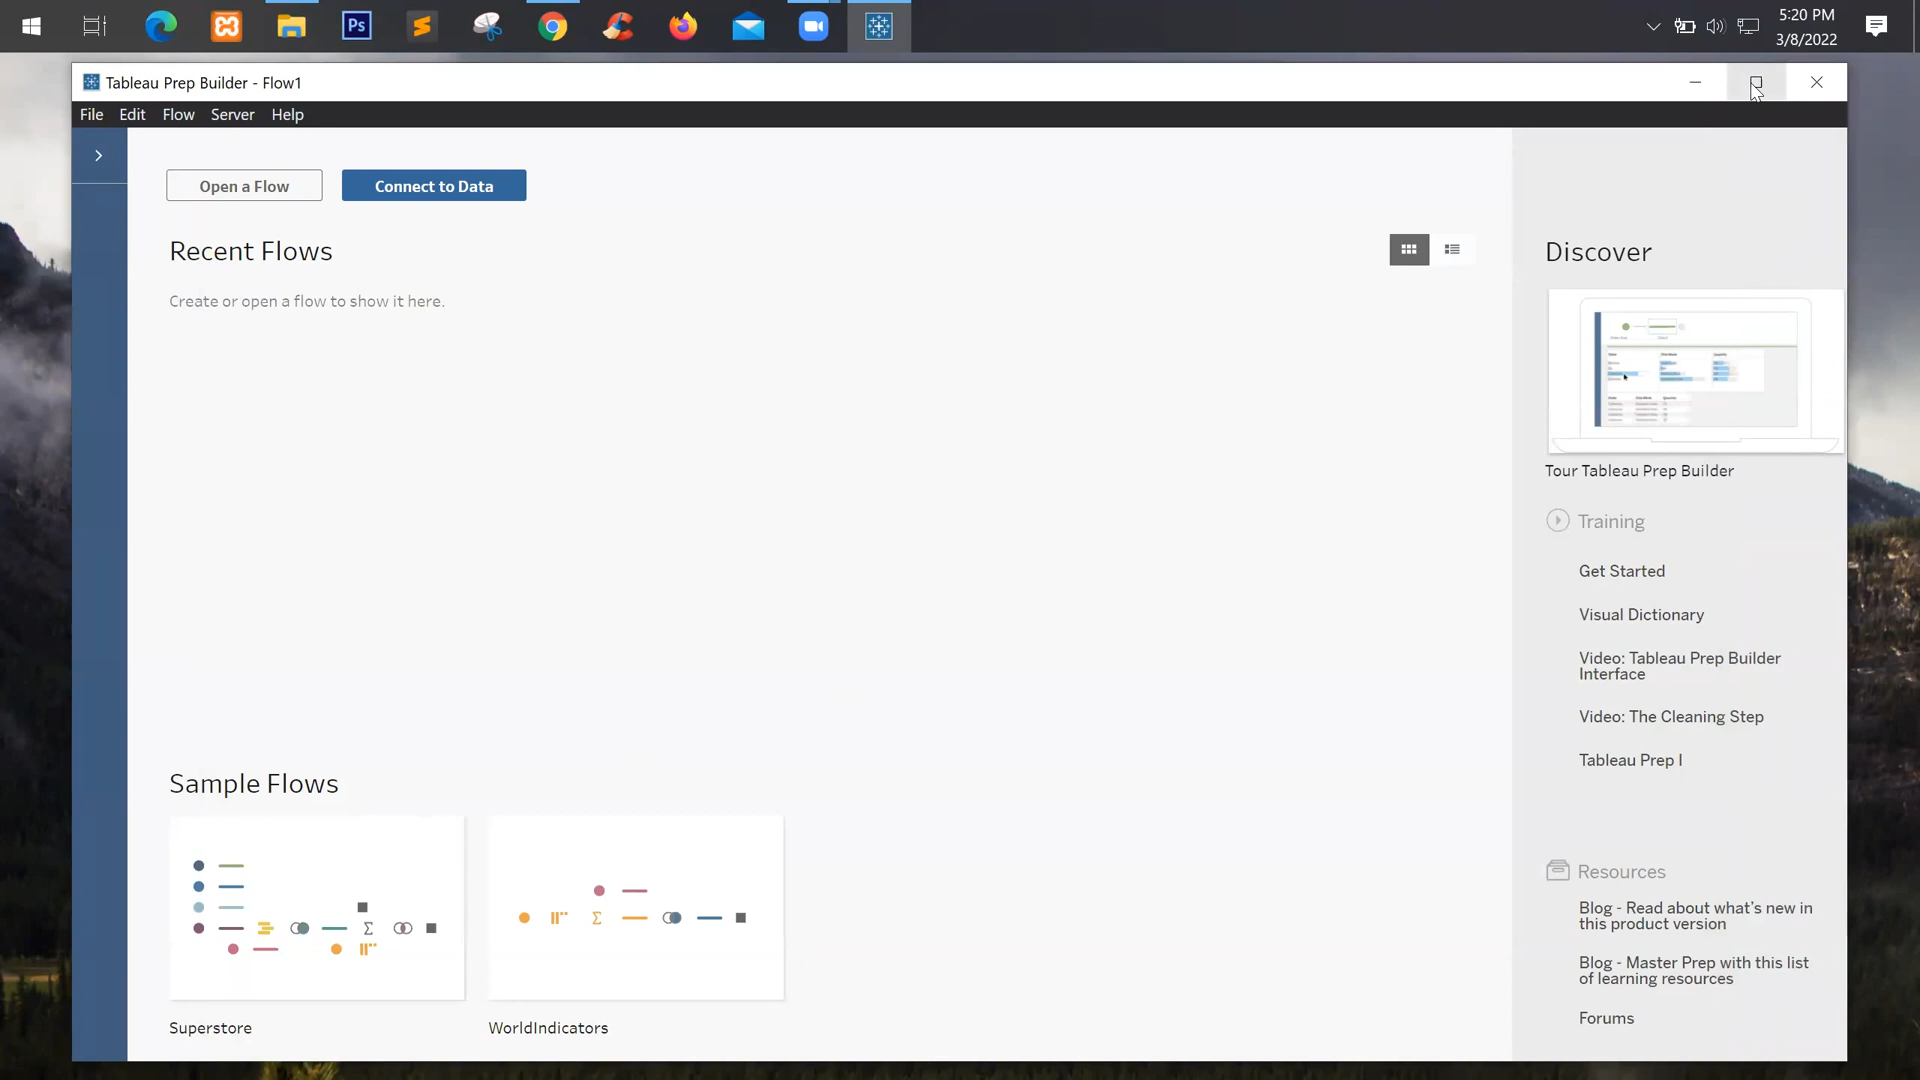 Ps
5:20 PM
3/8/2022
Tableau Prep Builder - Flow1
File Edit Flow Server Help
Open a Flow
Connect to Data
Recent Flows
Create or open a flow to show it here.
Discover
Tour Tableau Prep Builder
Training
Get Started
Visual Dictionary
Video: Tableau Prep Builder
Interface
Video: The Cleaning Step
Tableau Prep I
Sample Flows
Superstore
WorldIndicators
Resources
Blog - Read about what's new in
this product version
Blog - Master Prep with this list
of learning resources
Forums